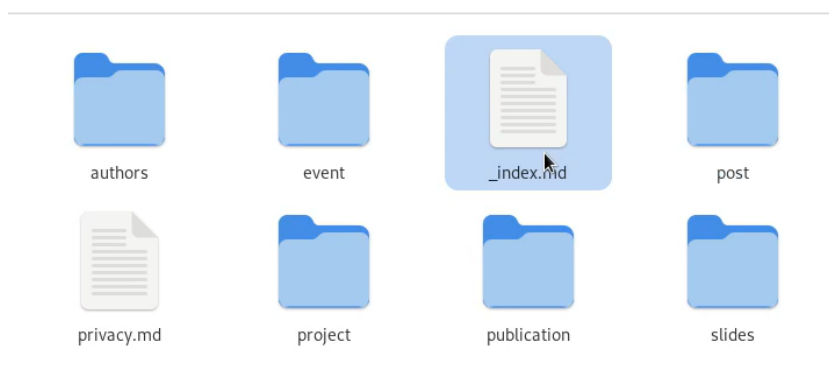 authors
event
_index.md
post
privacy.md
project
publication
slides